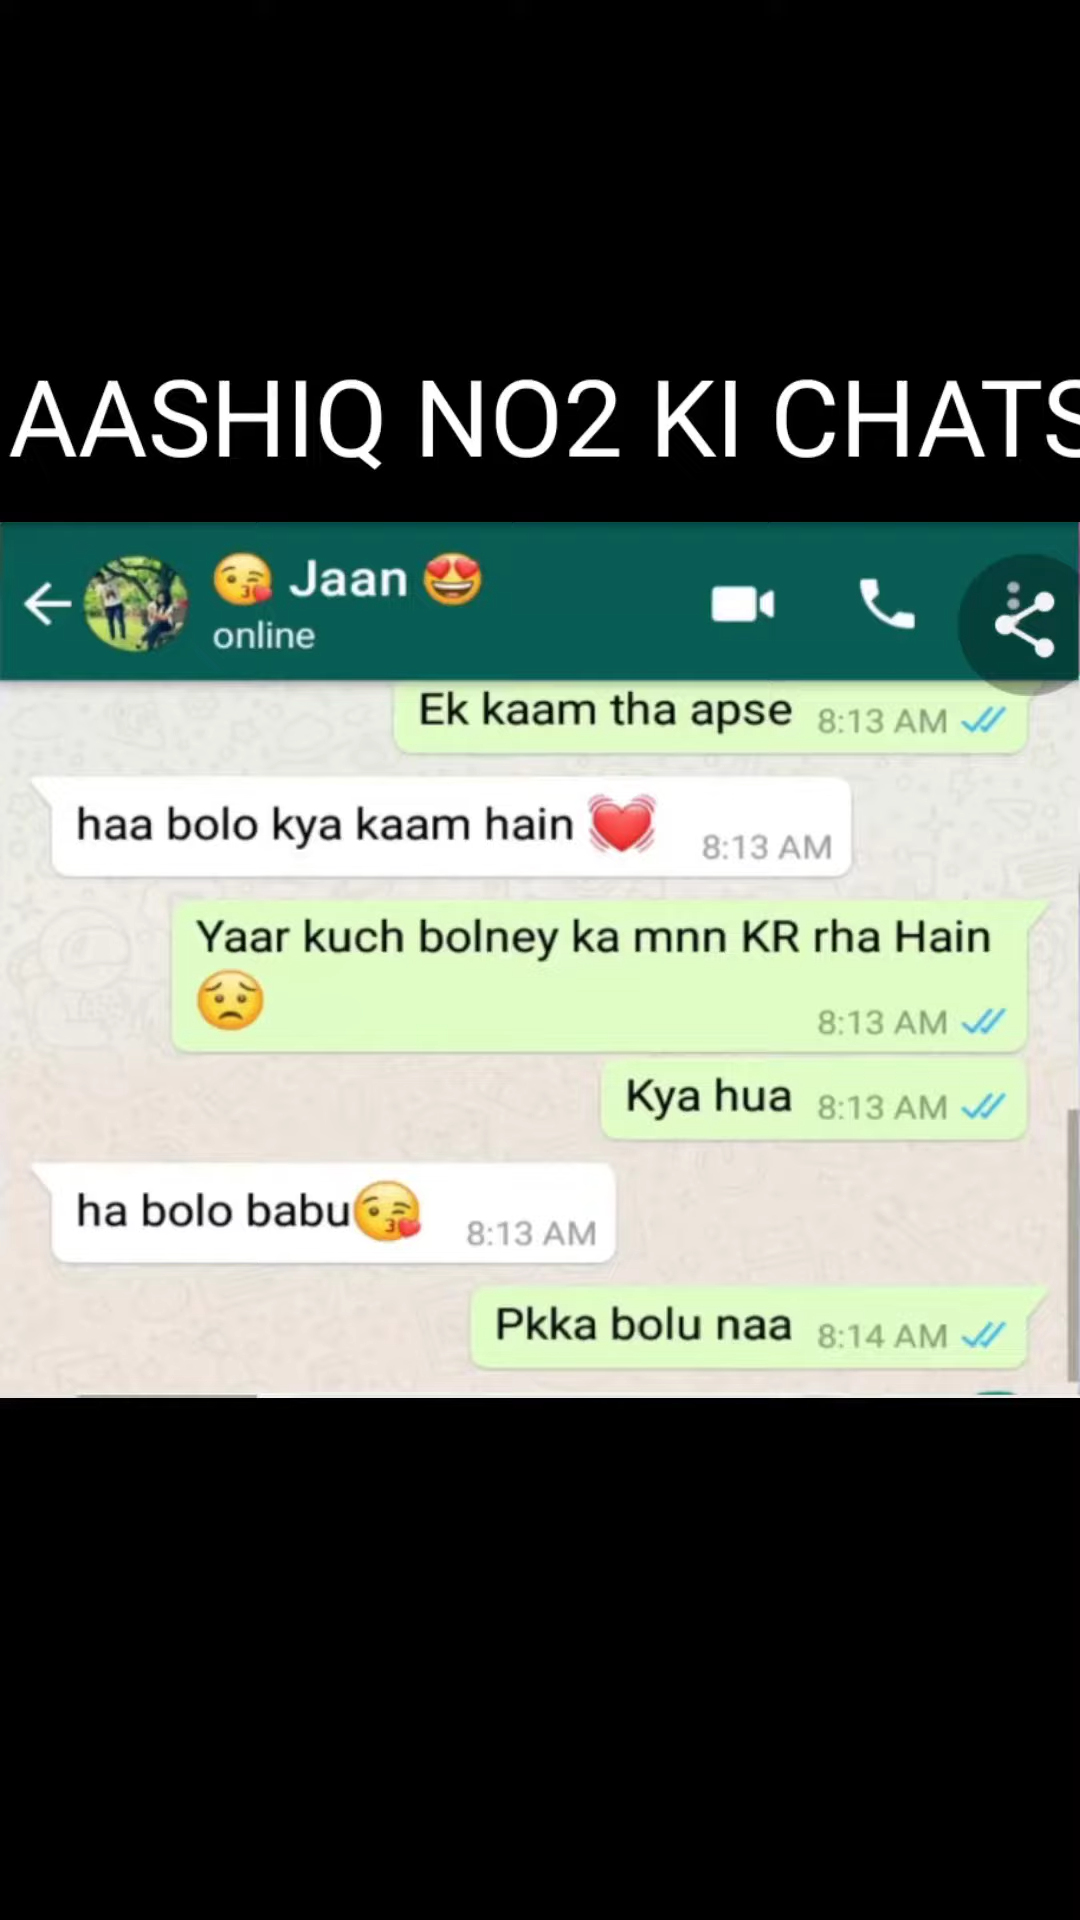 AASHIQ NO2 KI CHATS
😘 Jaan 😍
online
Ek kaam tha apse 8:13 AM
haa bolo kya kaam hain 💓 8:13 AM
Yaar kuch bolney ka mnn KR rha Hain
😟 8:13 AM
Kya hua 8:13 AM
ha bolo babu😘 8:13 AM
Pkka bolu naa 8:14 AM